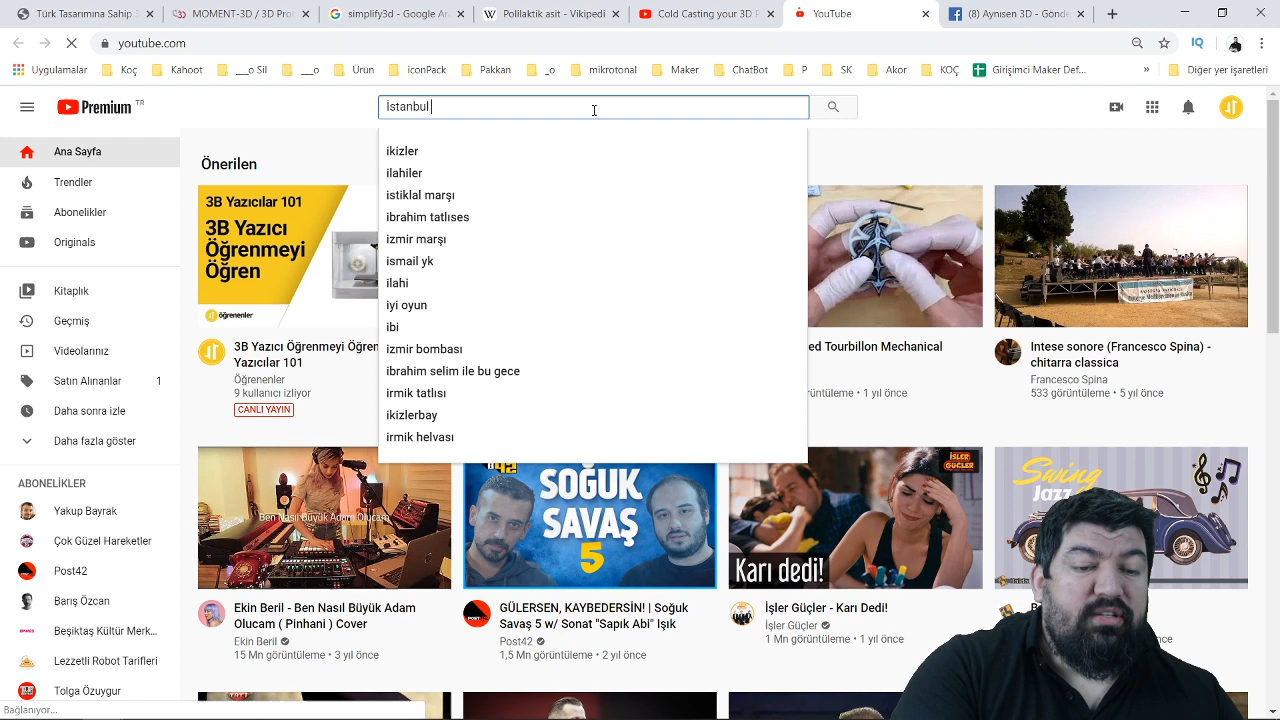 Türk Tasarım
MOMENT-3D / 3D Pro
simplify3d - Google Ar
Polilaktik asit - Vikipedi
Cold Casting your 3D P
YouTube
(3) Aynısen 3D - Gönde
youtube.com
Uygulamalar
Koç
Kahoot
___o Sil
___o
Ürün
iconPack
Pakkan
_o
mikrotonal
Maker
ChatBot
P
SK
Akor
KOÇ
Girişimci Maker Def...
»
Diğer yer işaretleri
Premium TR
İstanbul
ikizler
ilahiler
istiklal marşı
ibrahim tatlıses
izmir marşı
ismail yk
ilahi
iyi oyun
ibi
izmir bombası
ibrahim selim ile bu gece
irmik tatlısı
ikizlerbay
irmik helvası
Ana Sayfa
Trendler
Abonelikler
Originals
Kitaplık
Geçmiş
Videolarınız
Satın Alınanlar 1
Daha sonra izle
Daha fazla göster
ABONELİKLER
Yakup Bayrak
Çok Güzel Hareketler
Post42
Barış Özcan
Beşiktaş Kültür Merk...
Lezzetli Robot Tarifleri
Tolga Özuygur
Bağlanıyor...
Önerilen
3B Yazıcılar 101
3B Yazıcı
Öğrenmeyi
Öğren
öğrenenler
3B Yazıcı Öğrenmeyi Öğren
Yazıcılar 101
Öğrenenler
9 kullanıcı izliyor
CANLI YAYIN
ed Tourbillon Mechanical
görüntüleme • 1 yıl önce
Intese sonore (Francesco Spina) -
chitarra classica
Francesco Spina
533 görüntüleme • 5 yıl önce
Ben Nasıl Büyük Adam Olucam
Ekin Beril - Ben Nasıl Büyük Adam
Olucam ( Pinhani ) Cover
Ekin Beril
15 Mn görüntüleme • 3 yıl önce
42
SOĞUK
SAVAŞ
5
GÜLERSEN, KAYBEDERSİN! | Soğuk
Savaş 5 w/ Sonat "Sapık Abi" Işık
Post42
1,5 Mn görüntüleme • 2 yıl önce
İŞLER
GÜÇLER
Karı dedi!
İşler Güçler - Karı Dedi!
İşler Güçler
1 Mn görüntüleme • 1 yıl önce
Swing
Jazz
önce